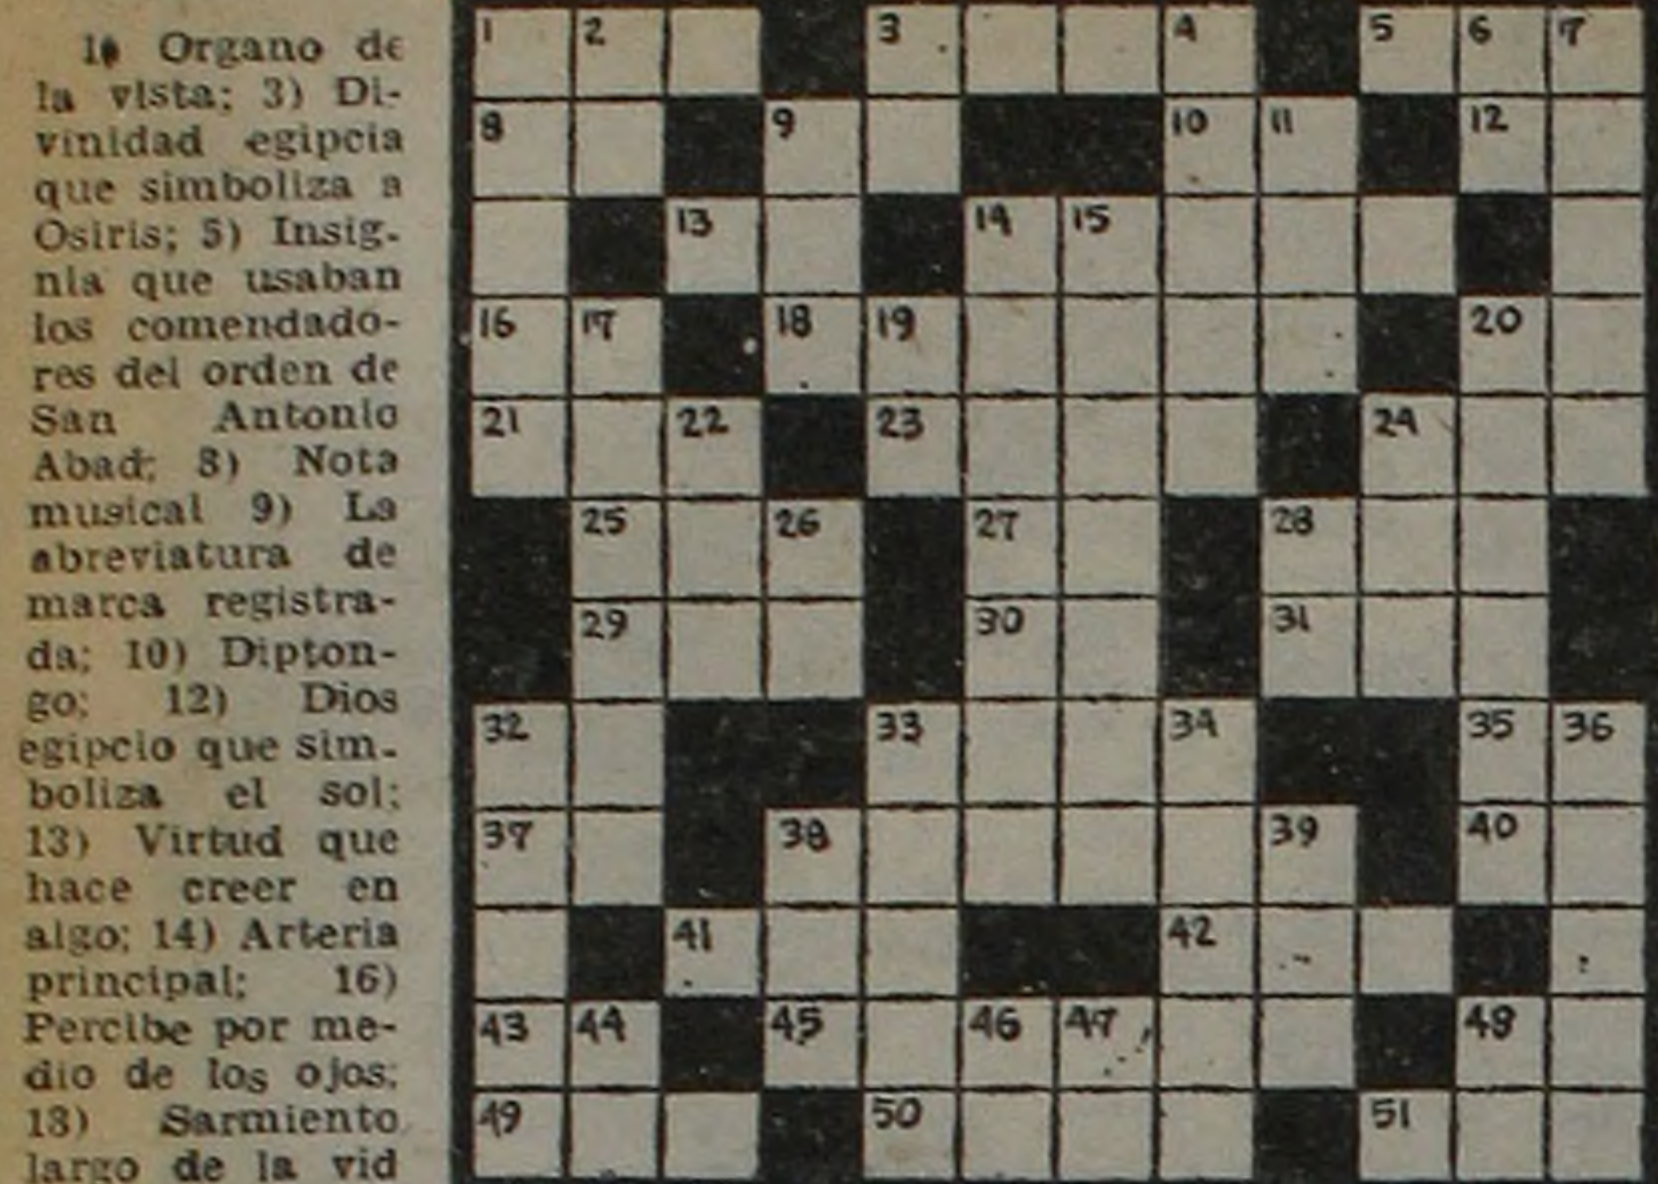 1) Organo de
la vista; 3) Di-
vinidad egipcia
que simboliza a
Osiris; 5) Insig-
nia que usaban
los comendado-
res del orden de
San Antonio
Abad; 8) Nota
musical 9) La
abreviatura de
marca registra-
da; 10) Dipton-
go; 12) Dios
egipcio que sim-
boliza el sol;
13) Virtud que
hace creer en
algo; 14) Arteria
principal; 16)
Percibe por me-
dio de los ojos;
18) Sarmiento
largo de la vid
1 2 3 4 5 6 7
8 9 10 11 12
13 14 15
16 17 18 19 20
21 22 23 24
25 26 27 28
29 30 31
32 33 34 35 36
37 38 39 40
41 42
43 44 45 46 47 48
49 50 51